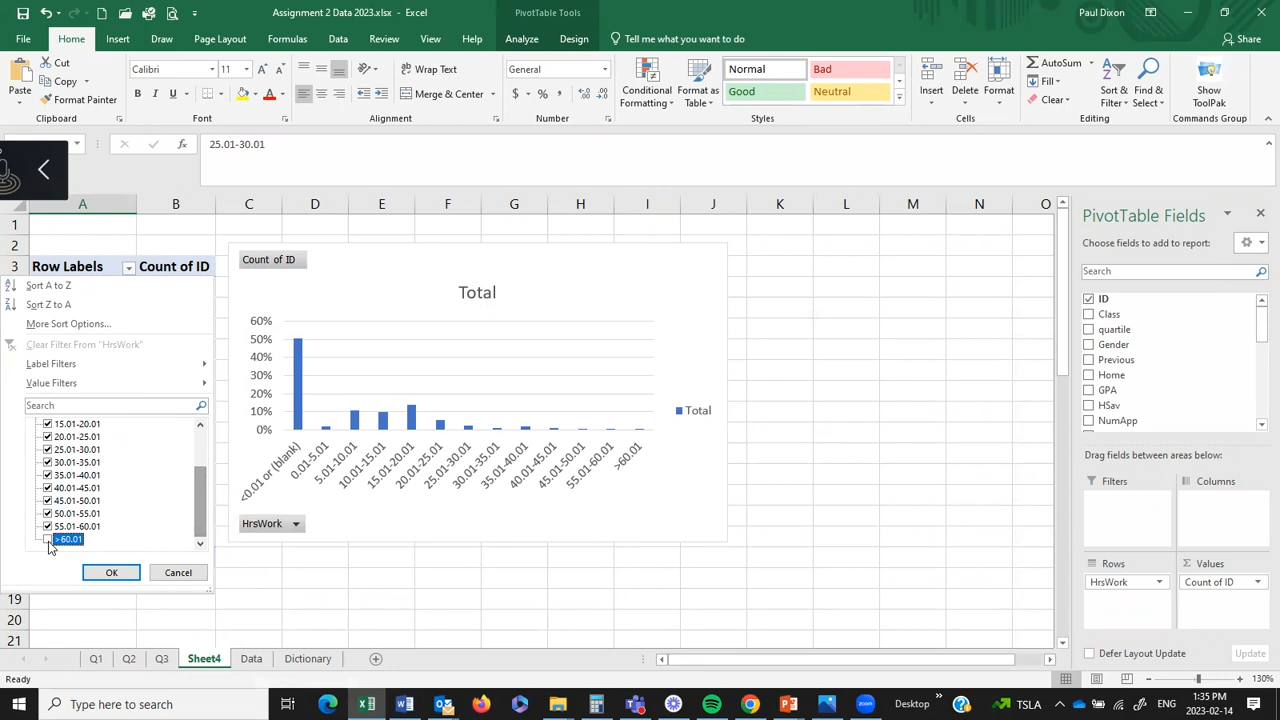 Assignment 2 Data 2023.xlsx - Excel
PivotTable Tools
Paul Dixon
File Home Insert Draw Page Layout Formulas Data Review View Help Analyze Design Tell me what you want to do Share
Paste
Cut
Copy
Format Painter
Clipboard
Calibri 11
B I U A
Font
Wrap Text
Merge & Center
Alignment
General
$ % ,
Number
Conditional Formatting
Format as Table
Normal Bad
Good Neutral
Styles
Insert Delete Format
Cells
AutoSum
Fill
Clear
Sort & Filter
Find & Select
Editing
Show ToolPak
Commands Group
fx 25.01-30.01
A B C D E F G H I J K L M N O
1
2
3 Row Labels Count of ID
Sort A to Z
Sort Z to A
More Sort Options...
Clear Filter From "HrsWork"
Label Filters
Value Filters
Search
15.01-20.01
20.01-25.01
25.01-30.01
30.01-35.01
35.01-40.01
40.01-45.01
45.01-50.01
50.01-55.01
55.01-60.01
>60.01
OK Cancel
19
20
21
Count of ID
Total
60%
50%
40%
30%
20%
10%
0%
<0.01 or (blank)
0.01-5.01
5.01-10.01
10.01-15.01
15.01-20.01
20.01-25.01
25.01-30.01
30.01-35.01
35.01-40.01
40.01-45.01
45.01-50.01
55.01-60.01
>60.01
Total
HrsWork
PivotTable Fields
Choose fields to add to report:
Search
ID
Class
quartile
Gender
Previous
Home
GPA
HSav
NumApp
Drag fields between areas below:
Filters Columns
Rows Values
HrsWork Count of ID
Defer Layout Update Update
Q1 Q2 Q3 Sheet4 Data Dictionary
Ready
130%
Type here to search
Desktop
TSLA
ENG
1:35 PM
2023-02-14